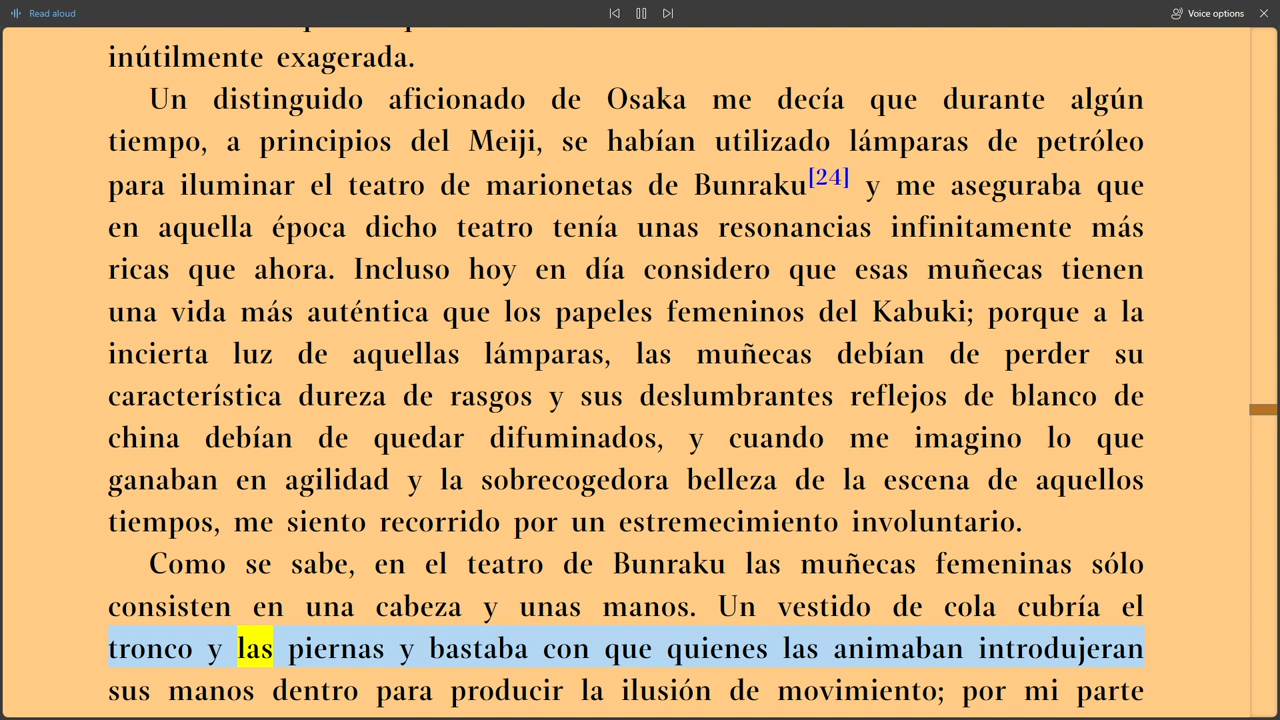 Read aloud
Voice options
inútilmente exagerada.
Un distinguido aficionado de Osaka me decía que durante algún
tiempo, a principios del Meiji, se habían utilizado lámparas de petróleo
para iluminar el teatro de marionetas de Bunraku[24] y me aseguraba que
en aquella época dicho teatro tenía unas resonancias infinitamente más
ricas que ahora. Incluso hoy en día considero que esas muñecas tienen
una vida más auténtica que los papeles femeninos del Kabuki; porque a la
incierta luz de aquellas lámparas, las muñecas debían de perder su
característica dureza de rasgos y sus deslumbrantes reflejos de blanco de
china debían de quedar difuminados, y cuando me imagino lo que
ganaban en agilidad y la sobrecogedora belleza de la escena de aquellos
tiempos, me siento recorrido por un estremecimiento involuntario.
Como se sabe, en el teatro de Bunraku las muñecas femeninas sólo
consisten en una cabeza y unas manos. Un vestido de cola cubría el
tronco y las piernas y bastaba con que quienes las animaban introdujeran
sus manos dentro para producir la ilusión de movimiento; por mi parte